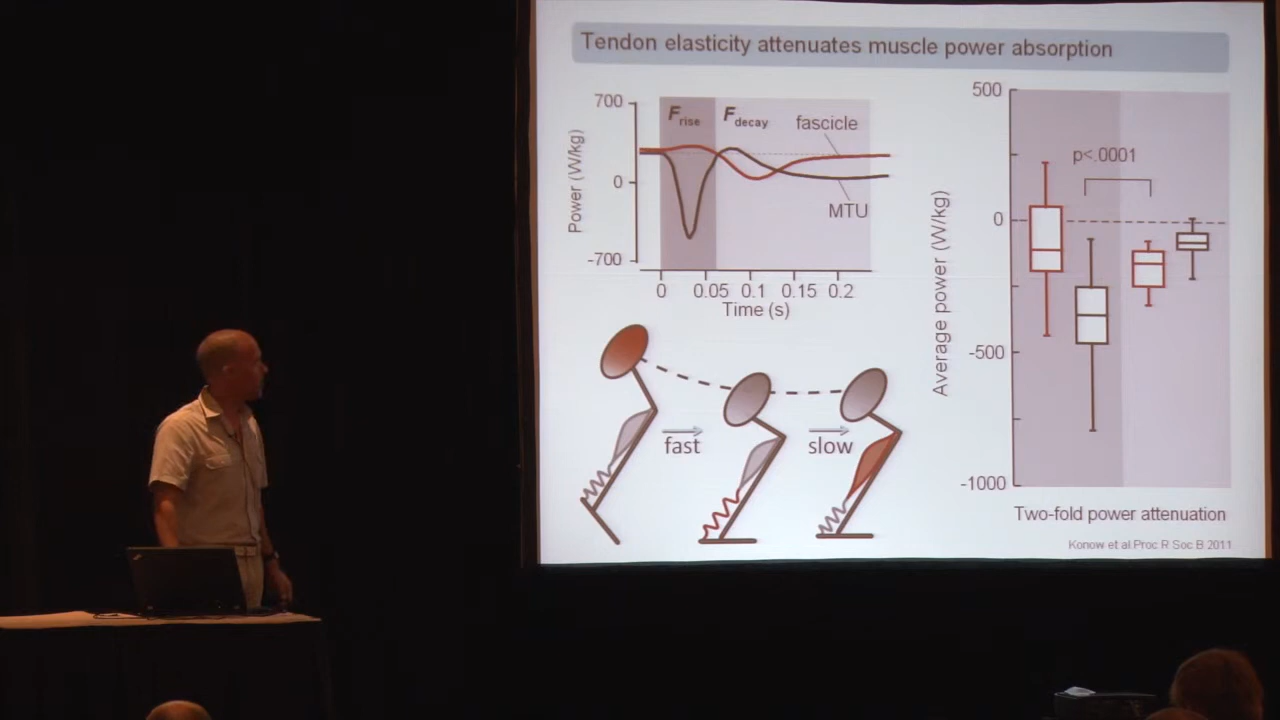 Tendon elasticity attenuates muscle power absorption
700
0
-700
Power (W/kg)
Frise
Fdecay
fascicle
MTU
0 0.05 0.1 0.15 0.2
Time (s)
fast
slow
500
0
-500
-1000
Average power (W/kg)
p<.0001
Two-fold power attenuation
Konow et al Proc R Soc B 2011